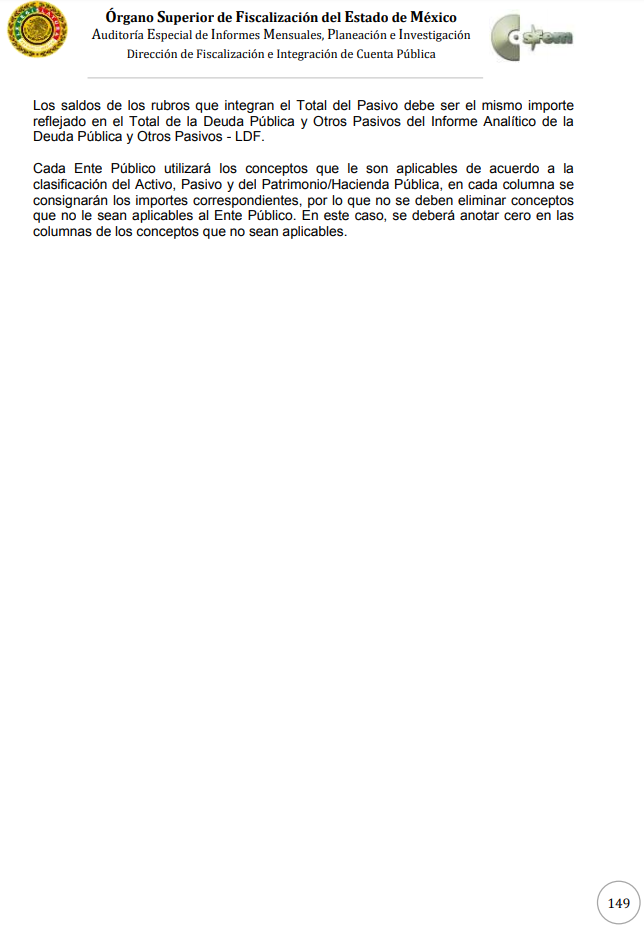 Órgano Superior de Fiscalización del Estado de México
Auditoría Especial de Informes Mensuales, Planeación e Investigación
Dirección de Fiscalización e Integración de Cuenta Pública
osfem
Los saldos de los rubros que integran el Total del Pasivo debe ser el mismo importe
reflejado en el Total de la Deuda Pública y Otros Pasivos del Informe Analítico de la
Deuda Pública y Otros Pasivos - LDF.
Cada Ente Público utilizará los conceptos que le son aplicables de acuerdo a la
clasificación del Activo, Pasivo y del Patrimonio/Hacienda Pública, en cada columna se
consignarán los importes correspondientes, por lo que no se deben eliminar conceptos
que no le sean aplicables al Ente Público. En este caso, se deberá anotar cero en las
columnas de los conceptos que no sean aplicables.
149